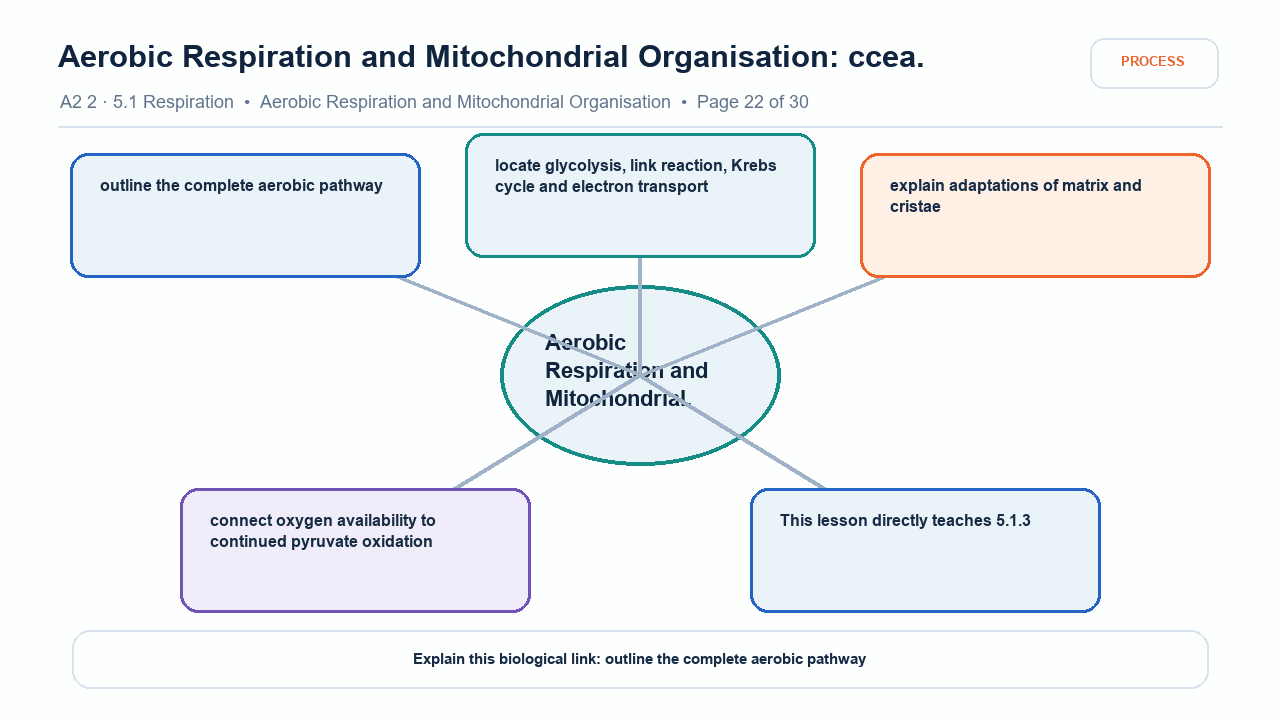 Aerobic Respiration and Mitochondrial Organisation: ccea.
PROCESS
A2 2 · 5.1 Respiration • Aerobic Respiration and Mitochondrial Organisation • Page 22 of 30
outline the complete aerobic pathway
locate glycolysis, link reaction, Krebs
cycle and electron transport
explain adaptations of matrix and
cristae
Aerobic
Respiration and
Mitochondrial.
connect oxygen availability to
continued pyruvate oxidation
This lesson directly teaches 5.1.3
Explain this biological link: outline the complete aerobic pathway